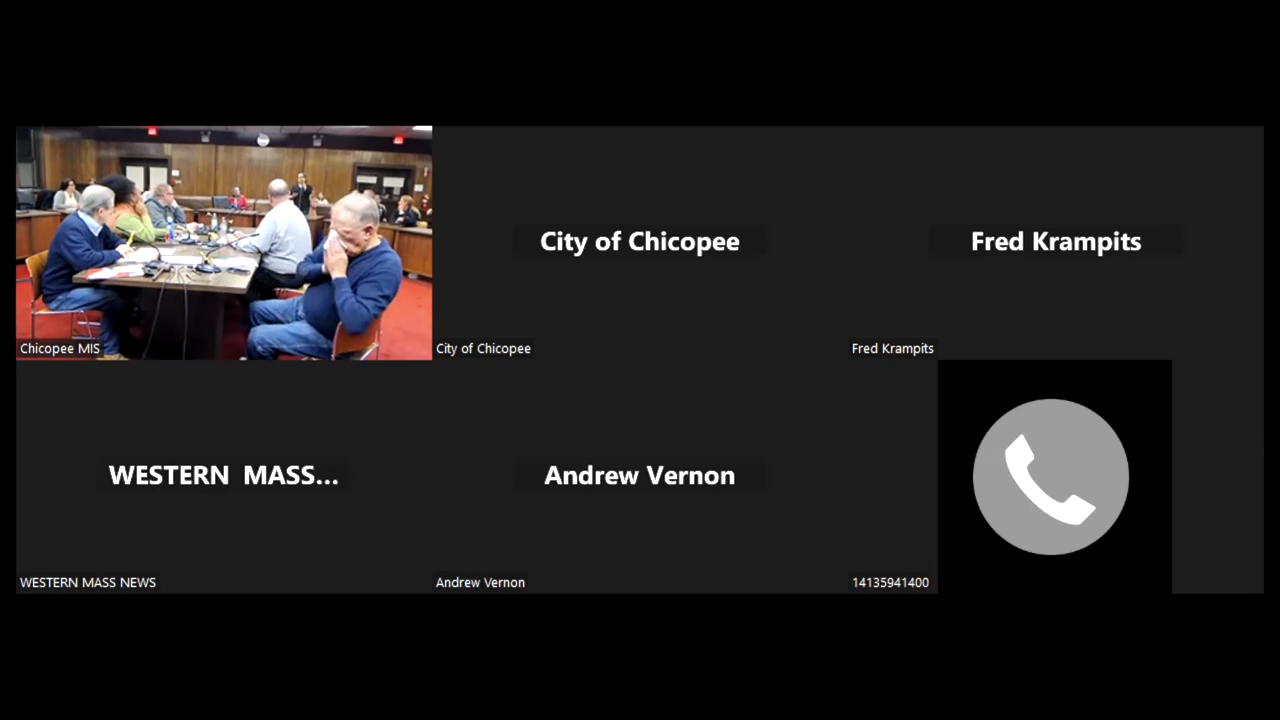 City of Chicopee
Fred Krampits
Chicopee MIS
City of Chicopee
Fred Krampits
WESTERN MASS...
Andrew Vernon
WESTERN MASS NEWS
Andrew Vernon
14135941400